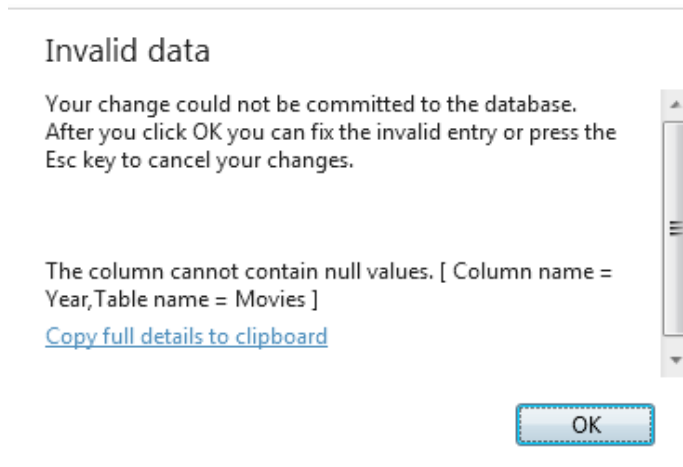 Invalid data
Your change could not be committed to the database.
After you click OK you can fix the invalid entry or press the
Esc key to cancel your changes.
The column cannot contain null values. [ Column name =
Year,Table name = Movies ]
Copy full details to clipboard
OK